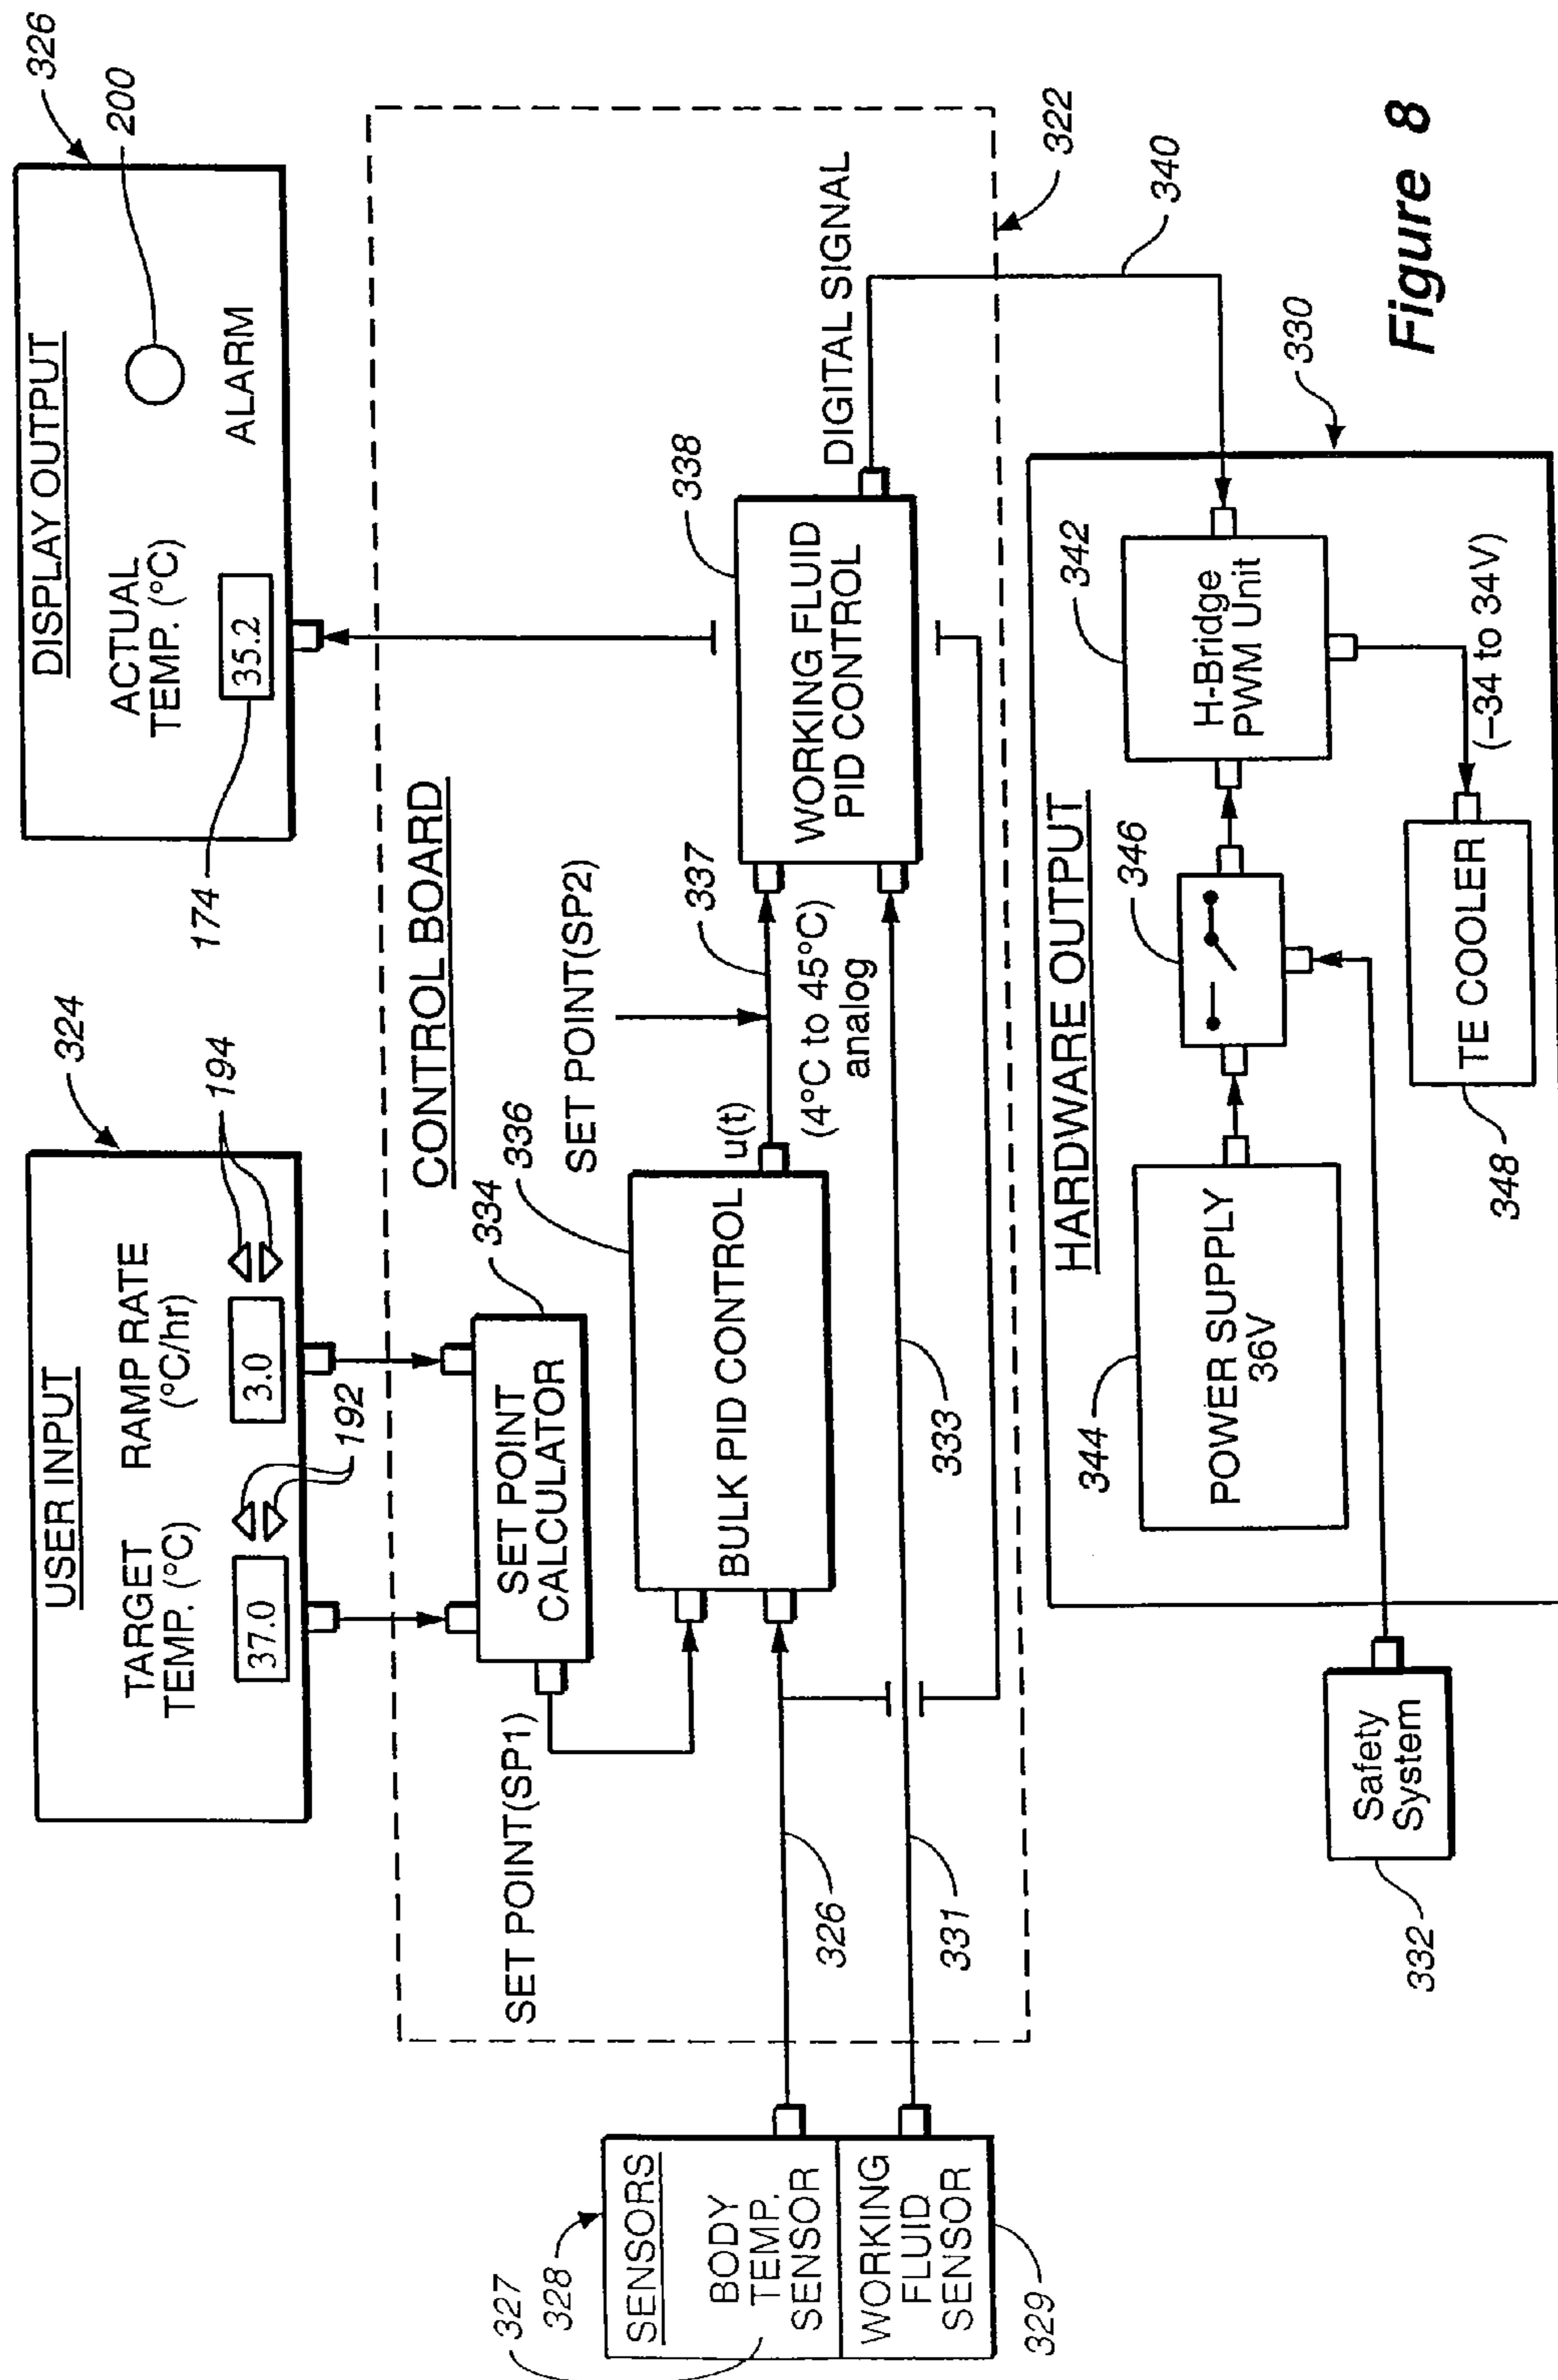 USER INPUT
TARGET
TEMP. (°C)
37.0
192
RAMP RATE
(°C/hr)
3.0
194
324
DISPLAY OUTPUT
ACTUAL
TEMP. (°C)
35.2
174
ALARM
200
326
CONTROL BOARD
SET POINT
CALCULATOR
334
SET POINT(SP1)
336
BULK PID CONTROL
u(t)
SET POINT(SP2)
337
(4°C to 45°C)
analog
338
WORKING FLUID
PID CONTROL
DIGITAL SIGNAL
322
340
326
331
333
327
328
SENSORS
BODY
TEMP.
SENSOR
WORKING
FLUID
SENSOR
329
HARDWARE OUTPUT
330
344
POWER SUPPLY
36V
346
342
H-Bridge
PWM Unit
(–34 to 34V)
TE COOLER
348
Safety
System
332
Figure 8